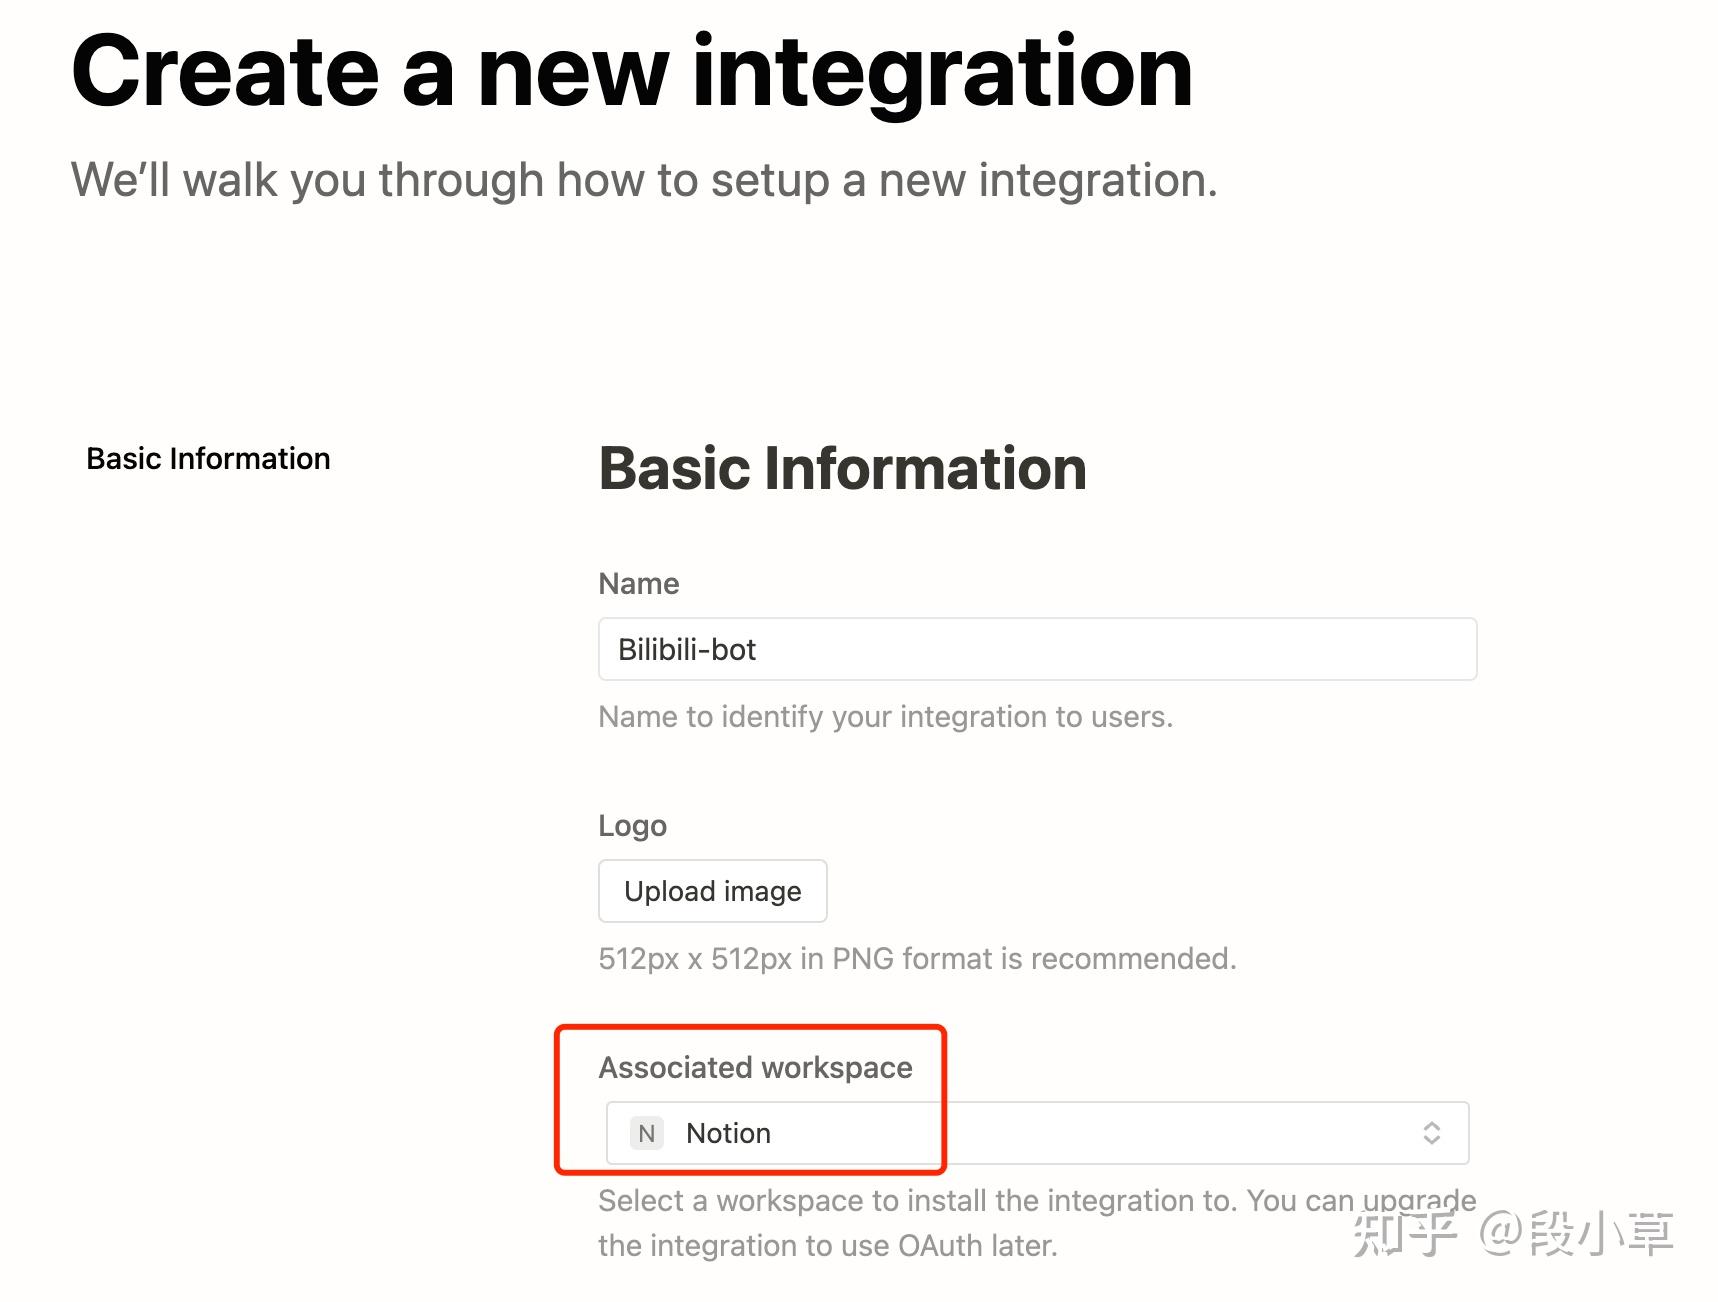 Create a new integration
We’ll walk you through how to setup a new integration.
Basic Information
Basic Information
Name
Bilibili-bot
Name to identify your integration to users.
Logo
Upload image
512px x 512px in PNG format is recommended.
Associated workspace
N Notion
Select a workspace to install the integration to. You can upgrade
the integration to use OAuth later.
知乎 @段小草